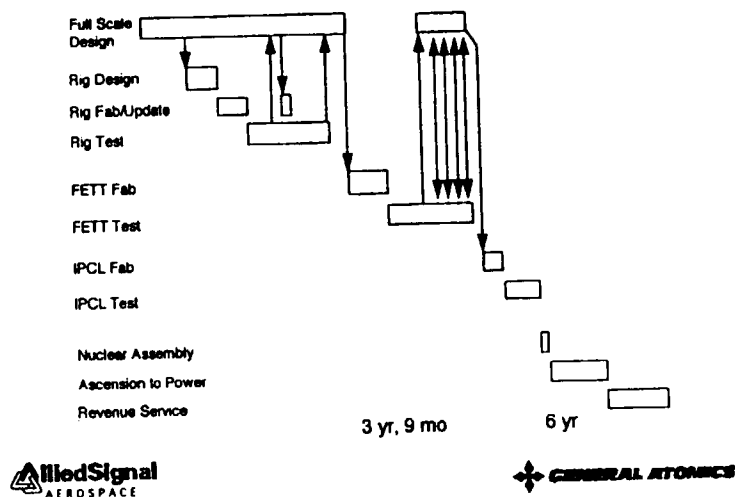 Full Scale
Design
Rig Design
Rig Fab/Update
Rig Test
FETT Fab
FETT Test
IPCL Fab
IPCL Test
Nuclear Assembly
Ascension to Power
Revenue Service
3 yr, 9 mo
6 yr
AlliedSignal
AEROSPACE
GENERAL ATOMICS